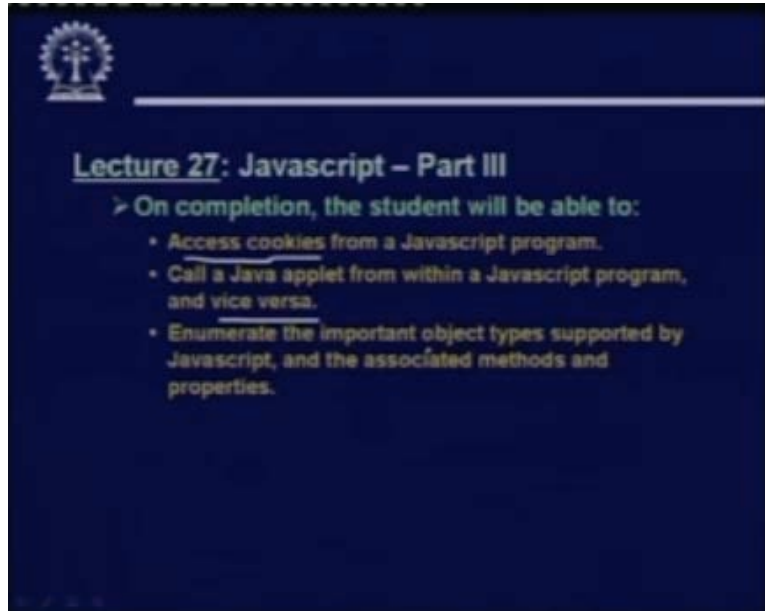 Lecture 27: Javascript – Part III
➢ On completion, the student will be able to:
• Access cookies from a Javascript program.
• Call a Java applet from within a Javascript program,
and vice versa.
• Enumerate the important object types supported by
Javascript, and the associated methods and
properties.